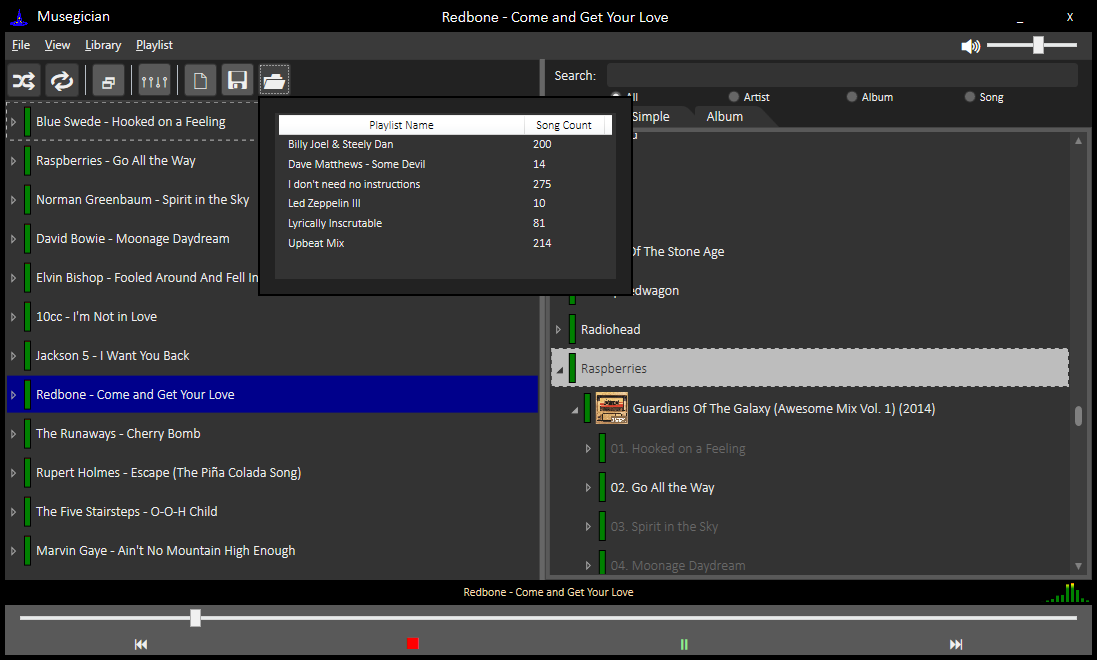 Musegician
Redbone - Come and Get Your Love
_
X
File View Library Playlist
Search:
All Artist Album Song
Simple Album
Playlist Name Song Count
Billy Joel & Steely Dan 200
Dave Matthews - Some Devil 14
I don't need no instructions 275
Led Zeppelin III 10
Lyrically Inscrutable 81
Upbeat Mix 214
Blue Swede - Hooked on a Feeling
Raspberries - Go All the Way
Norman Greenbaum - Spirit in the Sky
David Bowie - Moonage Daydream
Elvin Bishop - Fooled Around And Fell In
10cc - I'm Not in Love
Jackson 5 - I Want You Back
Redbone - Come and Get Your Love
The Runaways - Cherry Bomb
Rupert Holmes - Escape (The Piña Colada Song)
The Five Stairsteps - O-O-H Child
Marvin Gaye - Ain't No Mountain High Enough
Of The Stone Age
edwagon
Radiohead
Raspberries
Guardians Of The Galaxy (Awesome Mix Vol. 1) (2014)
01. Hooked on a Feeling
02. Go All the Way
03. Spirit in the Sky
04. Moonage Daydream
Redbone - Come and Get Your Love